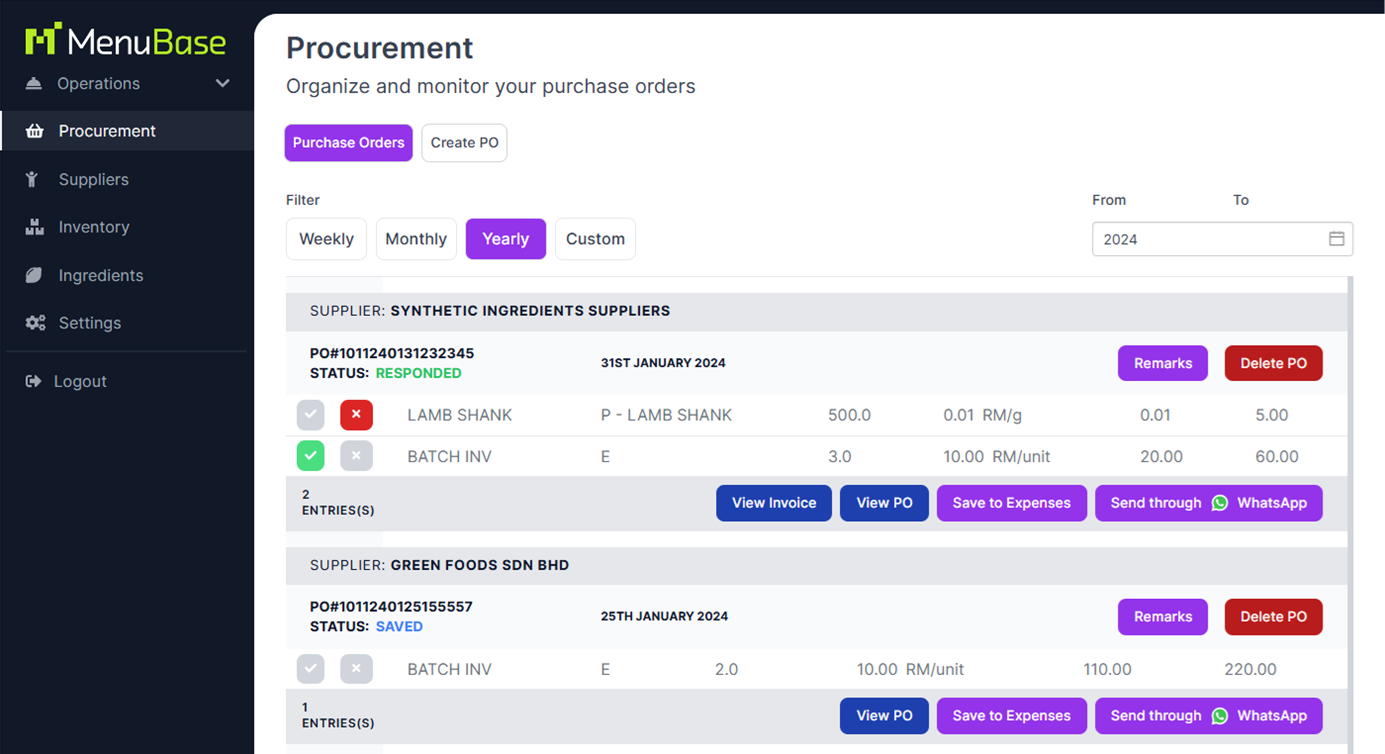 MenuBase
Operations
Procurement
Suppliers
Inventory
Ingredients
Settings
Logout
Procurement
Organize and monitor your purchase orders
Purchase Orders Create PO
Filter From To
Weekly Monthly Yearly Custom 2024
SUPPLIER: SYNTHETIC INGREDIENTS SUPPLIERS
PO#1011240131232345
STATUS: RESPONDED
31ST JANUARY 2024
Remarks Delete PO
LAMB SHANK P - LAMB SHANK 500.0 0.01 RM/g 0.01 5.00
BATCH INV E 3.0 10.00 RM/unit 20.00 60.00
2
ENTRIES(S)
View Invoice View PO Save to Expenses Send through WhatsApp
SUPPLIER: GREEN FOODS SDN BHD
PO#1011240125155557
STATUS: SAVED
25TH JANUARY 2024
Remarks Delete PO
BATCH INV E 2.0 10.00 RM/unit 110.00 220.00
1
ENTRIES(S)
View PO Save to Expenses Send through WhatsApp